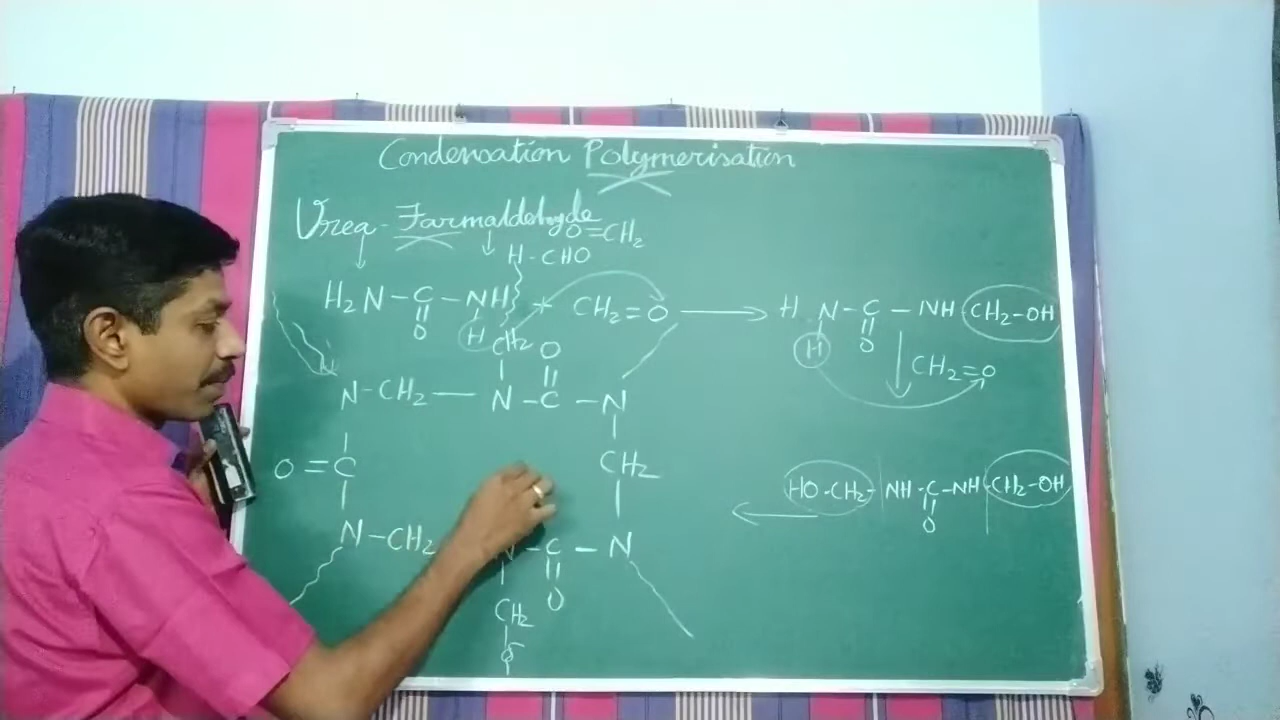 Condensation Polymerisation
Urea-Farmaldehyde
O=CH2
H-CHO
H2N-C-NH + CH2=O → H N-C-NH CH2-OH
O H H O
CH2 O CH2=O
N-CH2-N-C-N
O=C CH2
HO-CH2-NH-C-NH-CH2-OH
O
N-CH2 N-C-N
O
CH2